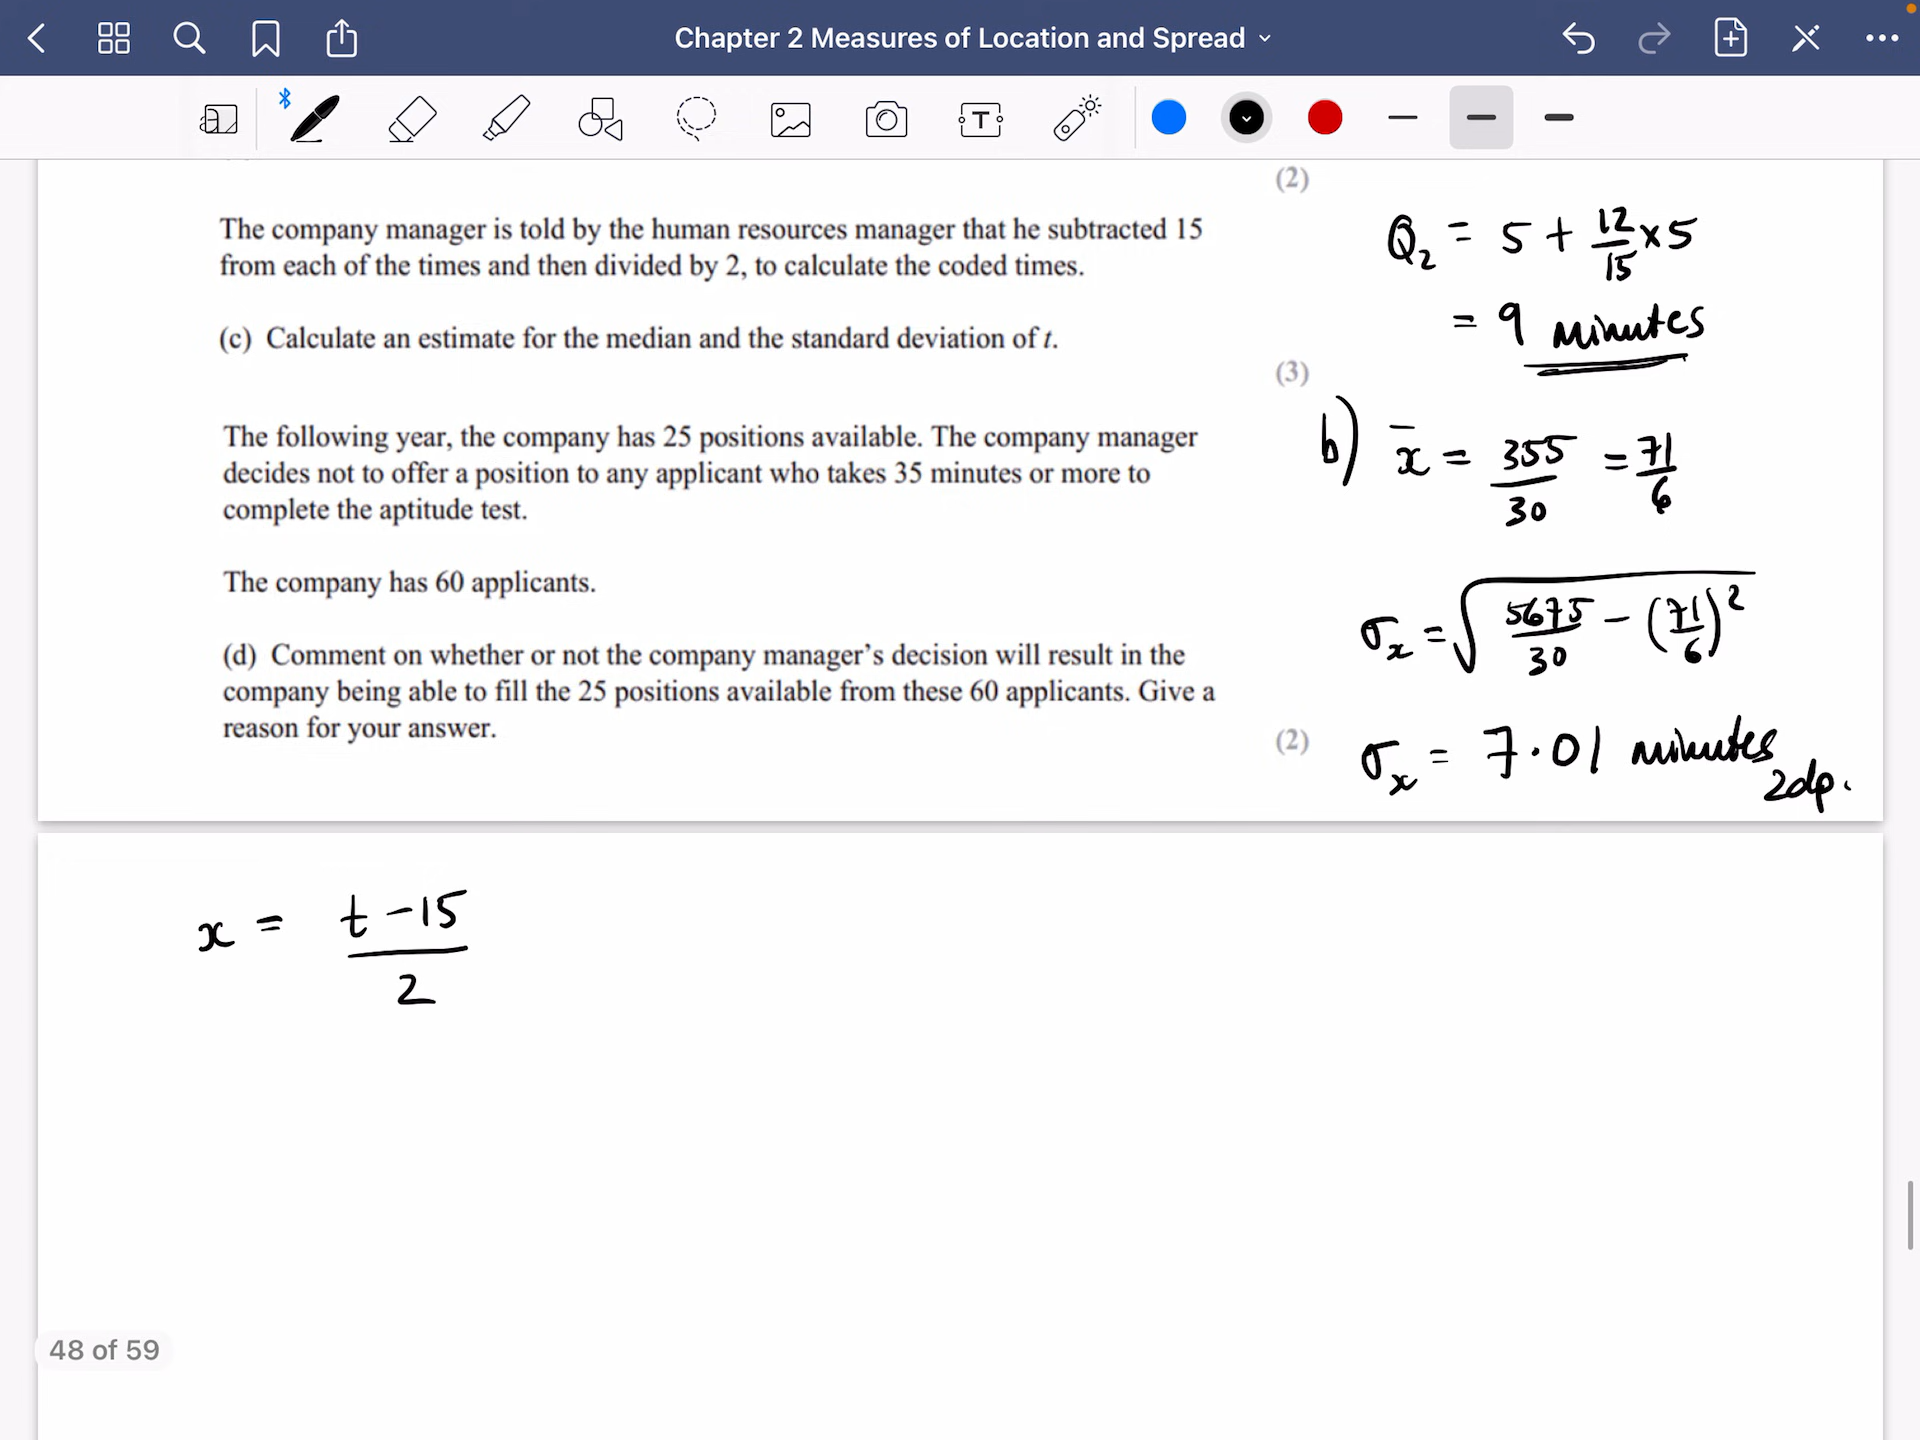 Chapter 2 Measures of Location and Spread
a
T
(2)
The company manager is told by the human resources manager that he subtracted 15
from each of the times and then divided by 2, to calculate the coded times.
(c) Calculate an estimate for the median and the standard deviation of t.
(3)
The following year, the company has 25 positions available. The company manager
decides not to offer a position to any applicant who takes 35 minutes or more to
complete the aptitude test.
The company has 60 applicants.
(d) Comment on whether or not the company manager's decision will result in the
company being able to fill the 25 positions available from these 60 applicants. Give a
reason for your answer.
(2)
Q₂ = 5 + 12/15 × 5
= 9 minutes
b) x̄ = 355/30 = 71/6
σₓ = √(5675/30 − (71/6)²)
σₓ = 7.01 minutes
2dp.
x = (t − 15)/2
48 of 59